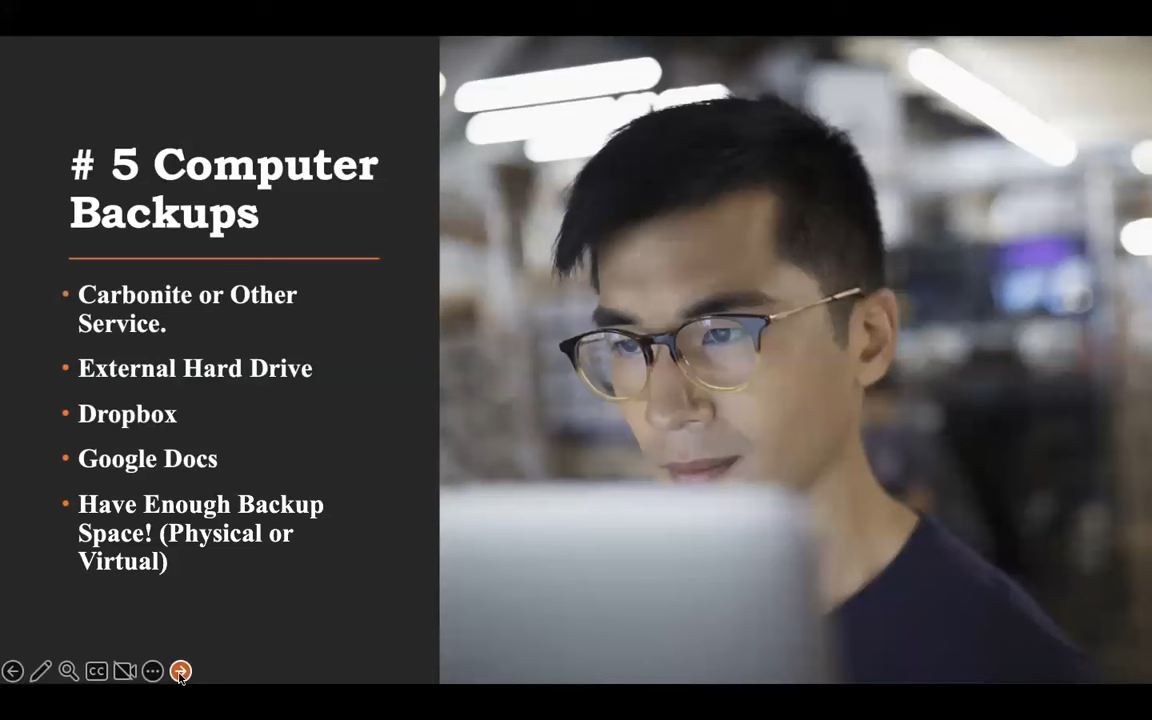 # 5 Computer
Backups
• Carbonite or Other
Service.
• External Hard Drive
• Dropbox
• Google Docs
• Have Enough Backup
Space! (Physical or
Virtual)
CC